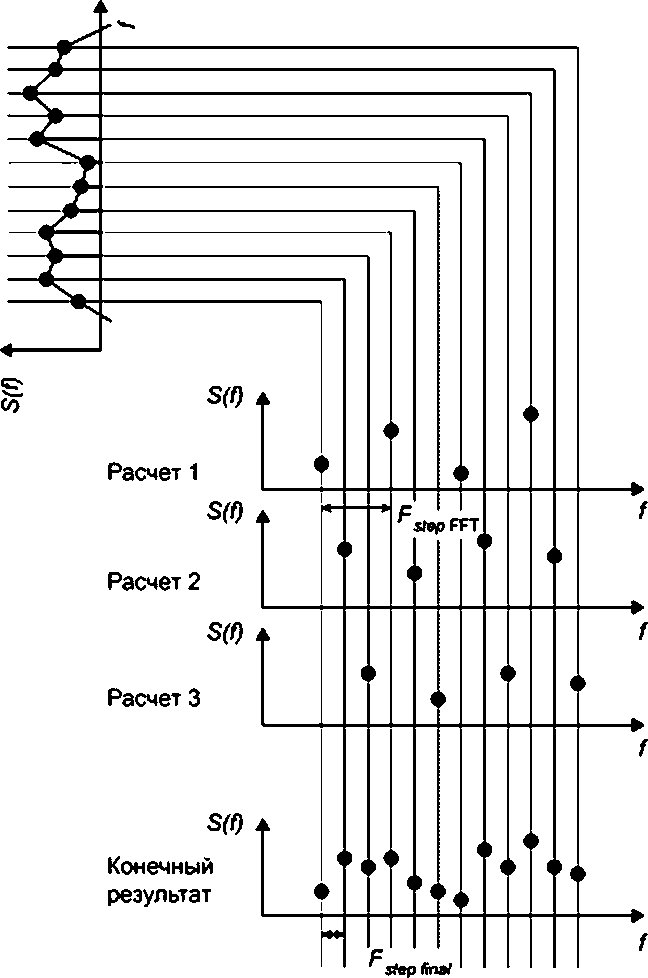 f
S(f)
S(f)
Расчет 1
f
F step FFT
S(f)
Расчет 2
f
S(f)
Расчет 3
f
S(f)
Конечный
результат
f
F step final